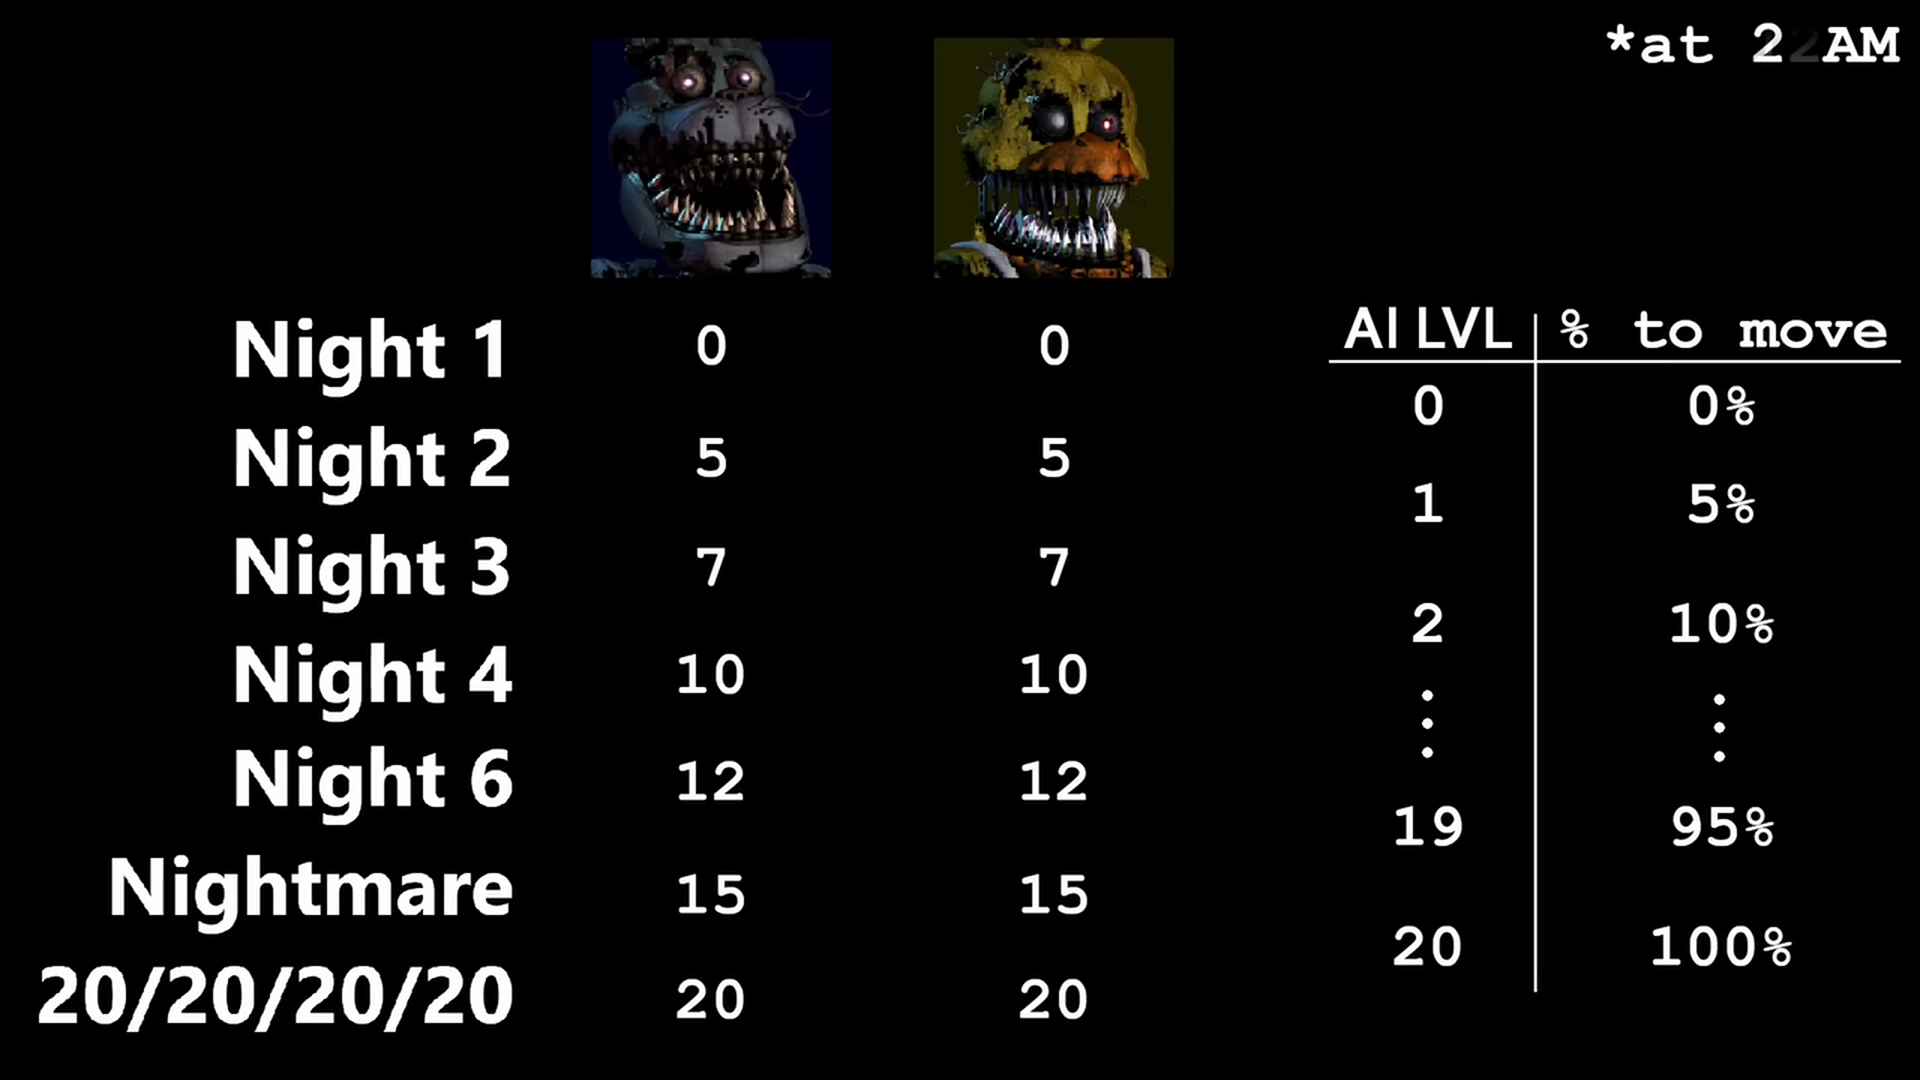 *at 2AM
Night 1 0 0
Night 2 5 5
Night 3 7 7
Night 4 10 10
Night 6 12 12
Nightmare 15 15
20/20/20/20 20 20
AI LVL % to move
0 0%
1 5%
2 10%
⋮ ⋮
19 95%
20 100%